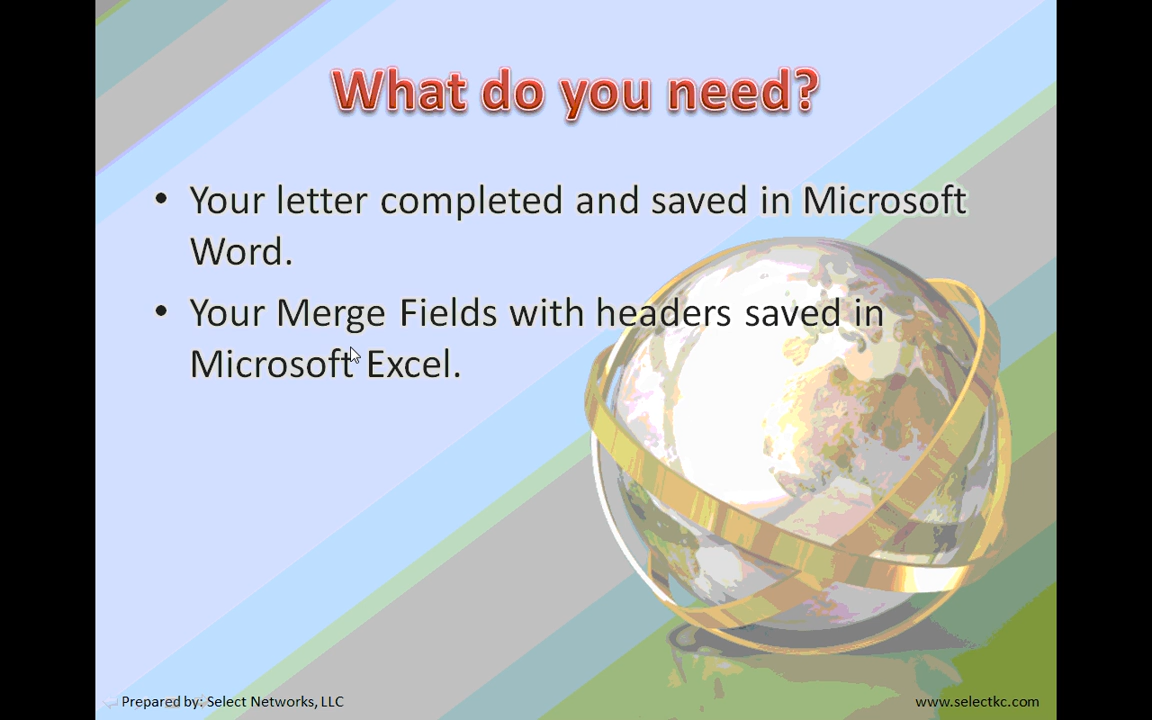 What do you need?
• Your letter completed and saved in Microsoft
Word.
• Your Merge Fields with headers saved in
Microsoft Excel.
Prepared by: Select Networks, LLC
www.selectkc.com